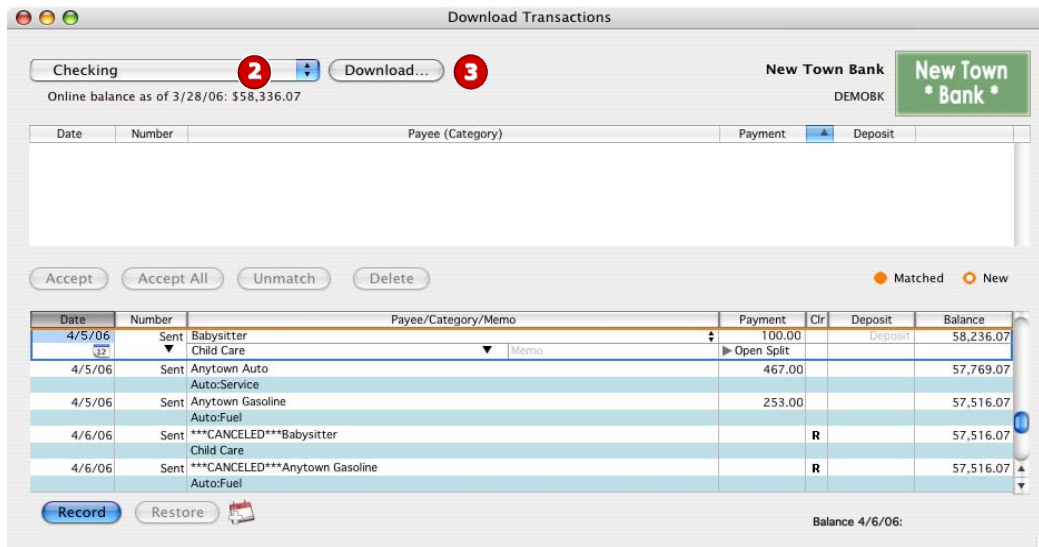 Download Transactions
Checking 2 Download... 3 New Town Bank New Town
Online balance as of 3/28/06: $58,336.07 DEMOBK * Bank *
Date Number Payee (Category) Payment Deposit
Accept Accept All Unmatch Delete Matched New
Date Number Payee/Category/Memo Payment Clr Deposit Balance
4/5/06 Sent Babysitter 100.00 Deposit 58,236.07
12 Child Care Memo Open Split
4/5/06 Sent Anytown Auto 467.00 57,769.07
Auto:Service
4/5/06 Sent Anytown Gasoline 253.00 57,516.07
Auto:Fuel
4/6/06 Sent ***CANCELED***Babysitter R 57,516.07
Child Care
4/6/06 Sent ***CANCELED***Anytown Gasoline R 57,516.07
Auto:Fuel
Record Restore
Balance 4/6/06: